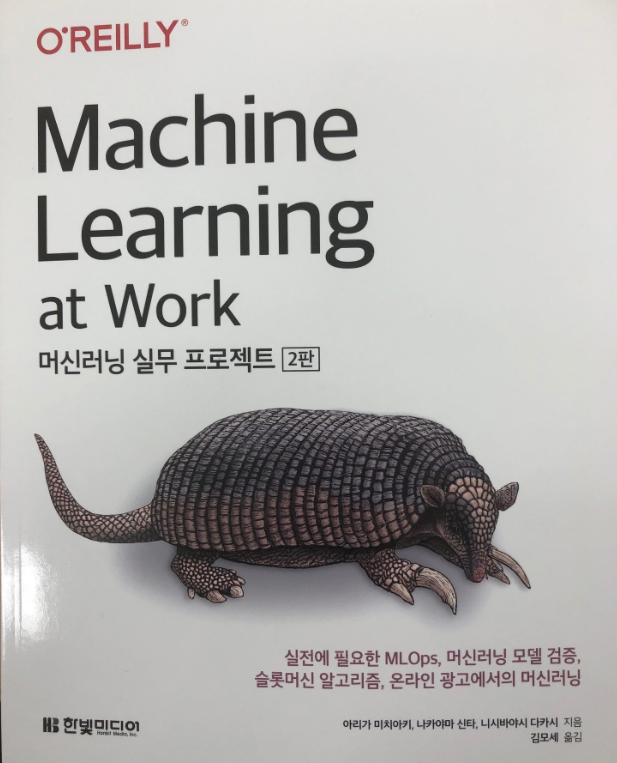 O'REILLY®
Machine
Learning
at Work
머신러닝 실무 프로젝트 2판
실전에 필요한 MLOps, 머신러닝 모델 검증,
슬롯머신 알고리즘, 온라인 광고에서의 머신러닝
HB 한빛미디어
Hanbit Media, Inc.
아리가 미치아키, 나카야마 신타, 니시바야시 다카시 지음
김모세 옮김